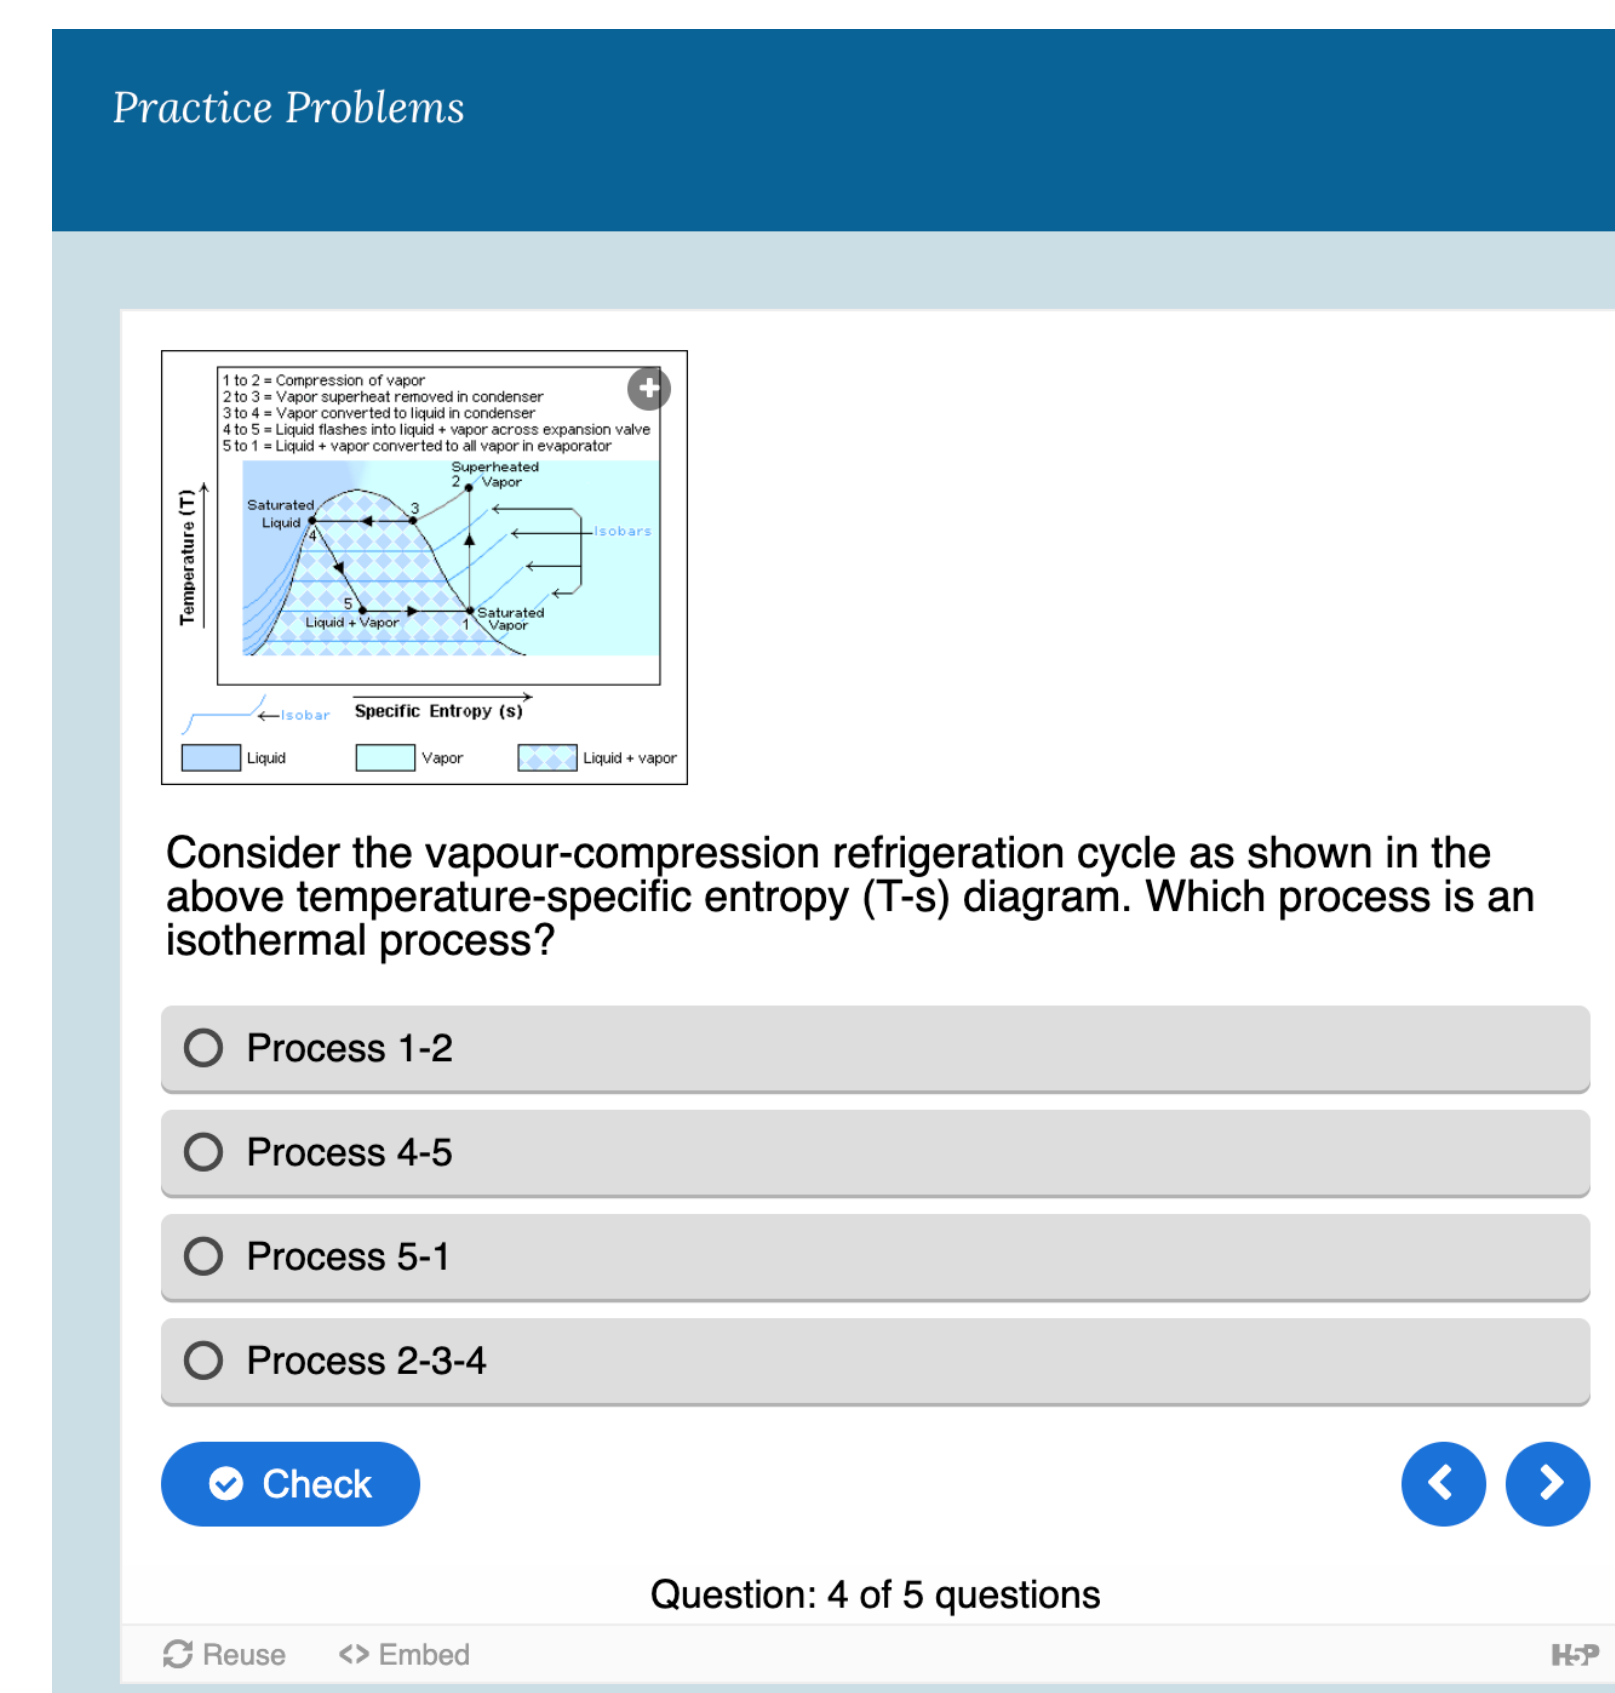 Practice Problems
1 to 2 = Compression of vapor
2 to 3 = Vapor superheat removed in condenser
3 to 4 = Vapor converted to liquid in condenser
4 to 5 = Liquid flashes into liquid + vapor across expansion valve
5 to 1 = Liquid + vapor converted to all vapor in evaporator
Superheated
2 Vapor
Saturated
Liquid
3
4
Isobars
Temperature (T)
5
Liquid + Vapor
1
Saturated
Vapor
Isobar
Specific Entropy (s)
Liquid
Vapor
Liquid + vapor
Consider the vapour-compression refrigeration cycle as shown in the
above temperature-specific entropy (T-s) diagram. Which process is an
isothermal process?
Process 1-2
Process 4-5
Process 5-1
Process 2-3-4
Check
Question: 4 of 5 questions
Reuse
<> Embed
H5P